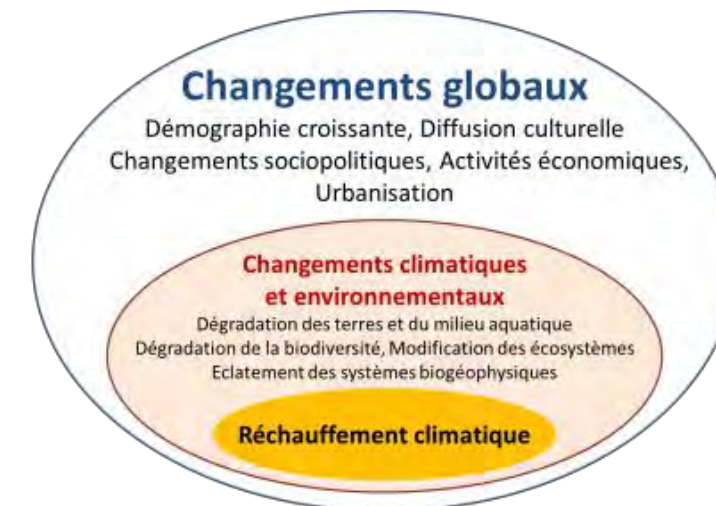 Changements globaux
Démographie croissante, Diffusion culturelle
Changements sociopolitiques, Activités économiques,
Urbanisation
Changements climatiques
et environnementaux
Dégradation des terres et du milieu aquatique
Dégradation de la biodiversité, Modification des écosystèmes
Eclatement des systèmes biogéophysiques
Réchauffement climatique